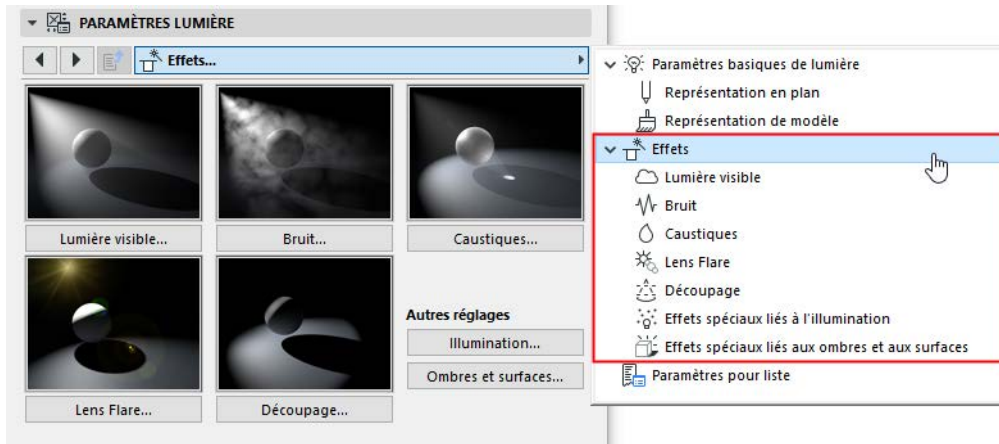 PARAMÈTRES LUMIÈRE
Effets...
Lumière visible...
Bruit...
Caustiques...
Autres réglages
Illumination...
Ombres et surfaces...
Lens Flare...
Découpage...
Paramètres basiques de lumière
Représentation en plan
Représentation de modèle
Effets
Lumière visible
Bruit
Caustiques
Lens Flare
Découpage
Effets spéciaux liés à l'illumination
Effets spéciaux liés aux ombres et aux surfaces
Paramètres pour liste